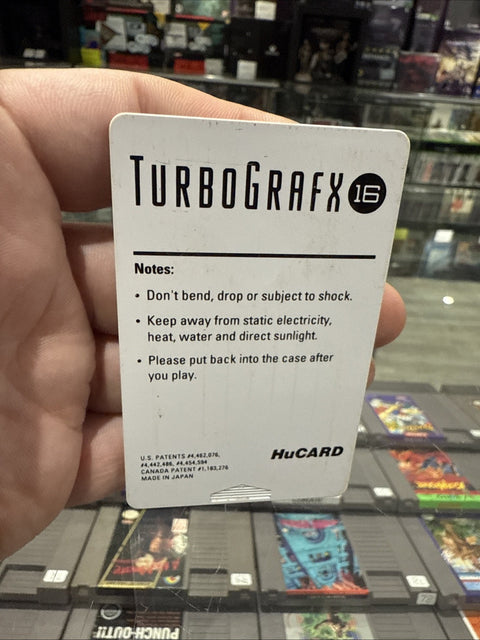 TURBOGRAFX 16
Notes:
• Don't bend, drop or subject to shock.
• Keep away from static electricity,
heat, water and direct sunlight.
• Please put back into the case after
you play.
U.S. PATENTS #4,462,076,
#4,442,486, #4,454,594
CANADA PATENT #1,183,276
MADE IN JAPAN
HuCARD
PUNCH-OUT!!